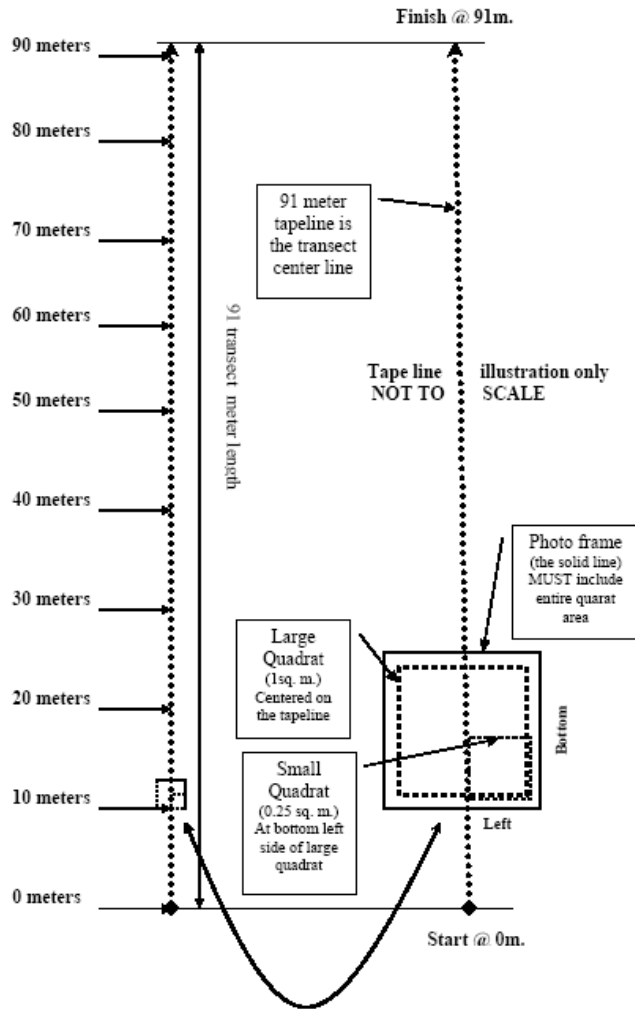 Finish @ 91m.
90 meters
80 meters
70 meters
60 meters
50 meters
40 meters
30 meters
20 meters
10 meters
0 meters
91 transect meter length
91 meter
tapeline is
the transect
center line
Tape line illustration only
NOT TO SCALE
Photo frame
(the solid line)
MUST include
entire quarat
area
Large
Quadrat
(1sq. m.)
Centered on
the tapeline
Small
Quadrat
(0.25 sq. m.)
At bottom left
side of large
quadrat
Bottom
Left
Start @ 0m.